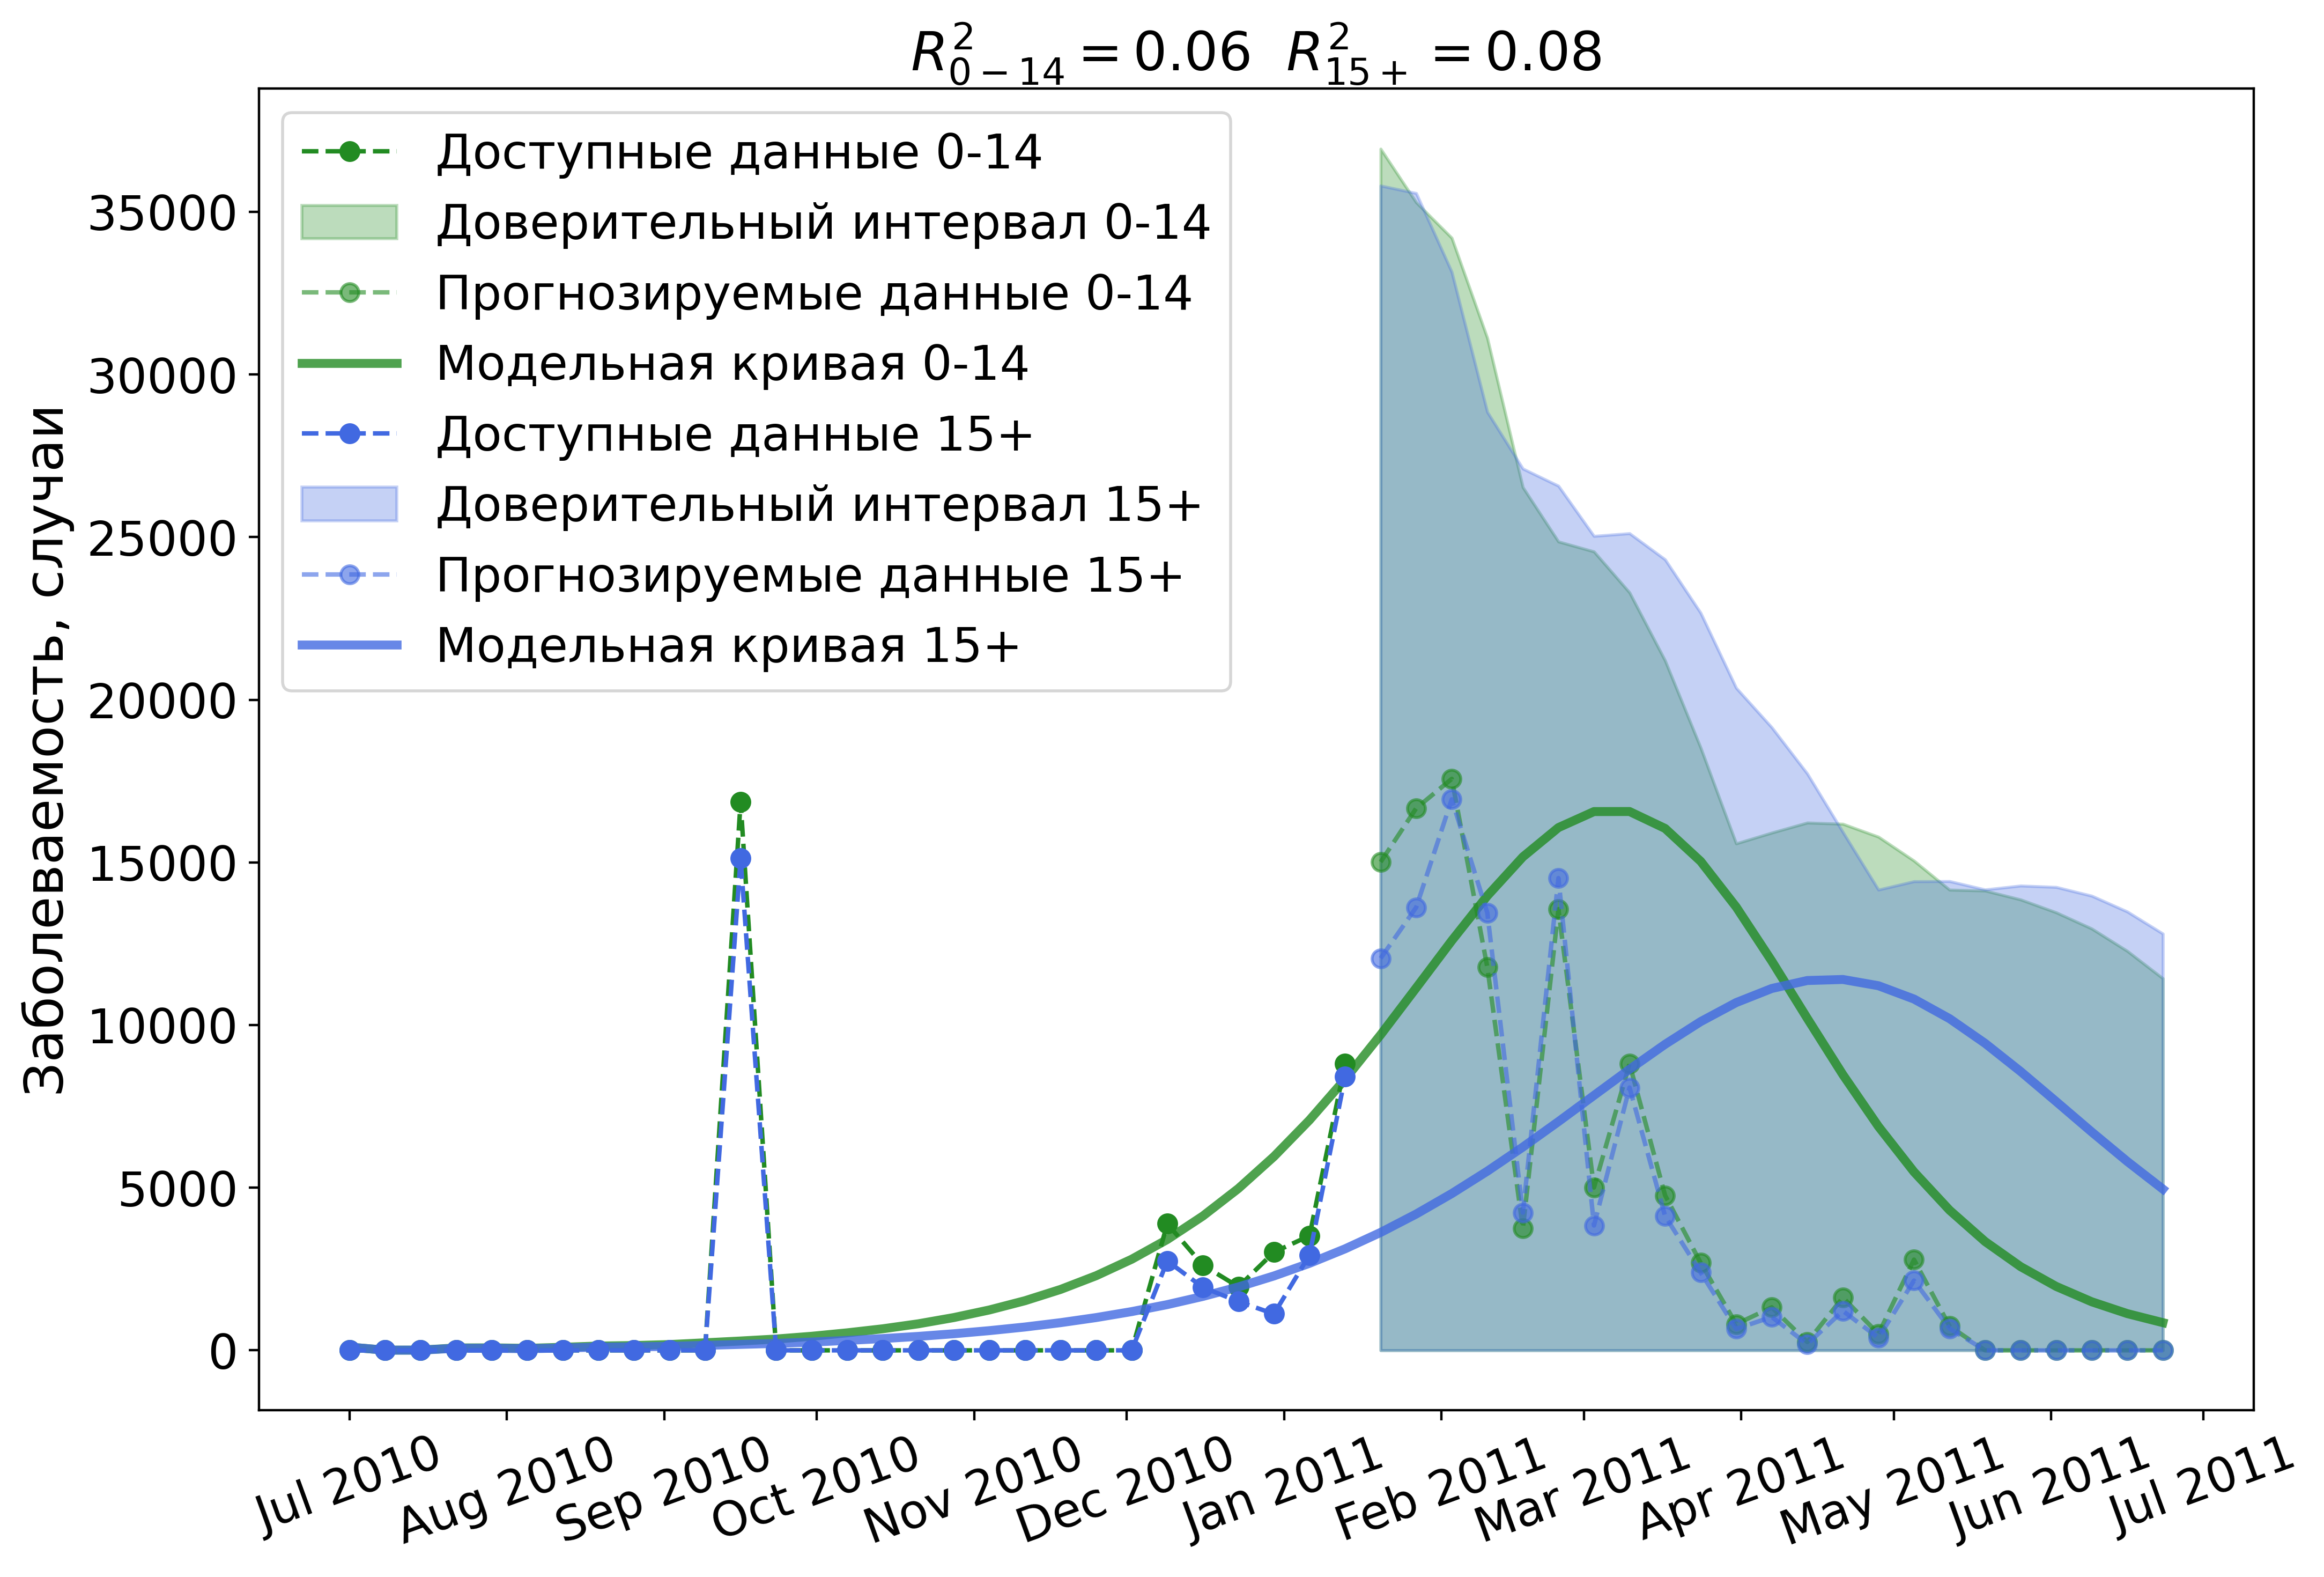 R²₀₋₁₄ = 0.06 R²₁₅₊ = 0.08
Доступные данные 0-14
Доверительный интервал 0-14
Прогнозируемые данные 0-14
Модельная кривая 0-14
Доступные данные 15+
Доверительный интервал 15+
Прогнозируемые данные 15+
Модельная кривая 15+
Заболеваемость, случаи
35000
30000
25000
20000
15000
10000
5000
0
Jul 2010
Aug 2010
Sep 2010
Oct 2010
Nov 2010
Dec 2010
Jan 2011
Feb 2011
Mar 2011
Apr 2011
May 2011
Jun 2011
Jul 2011